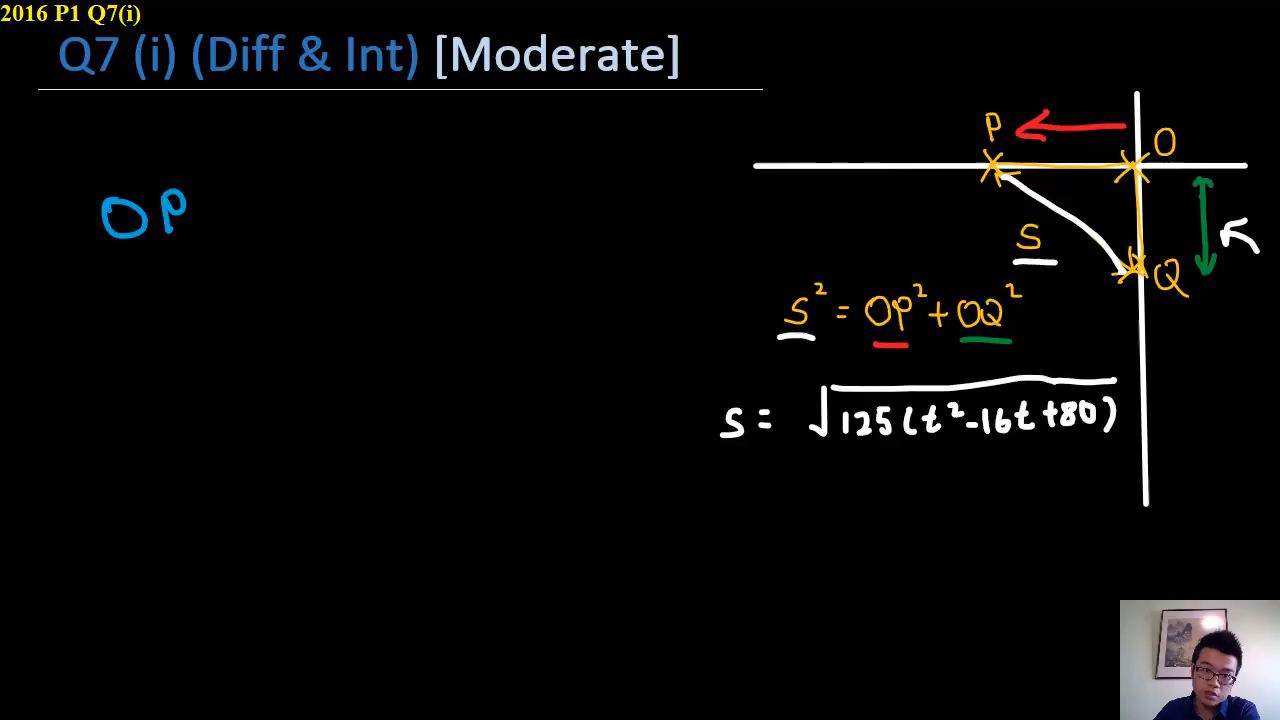 2016 P1 Q7(i)
Q7 (i) (Diff & Int) [Moderate]
P
O
OP
S
Q
S² = OP² + OQ²
S = √125(t² - 16t + 80)